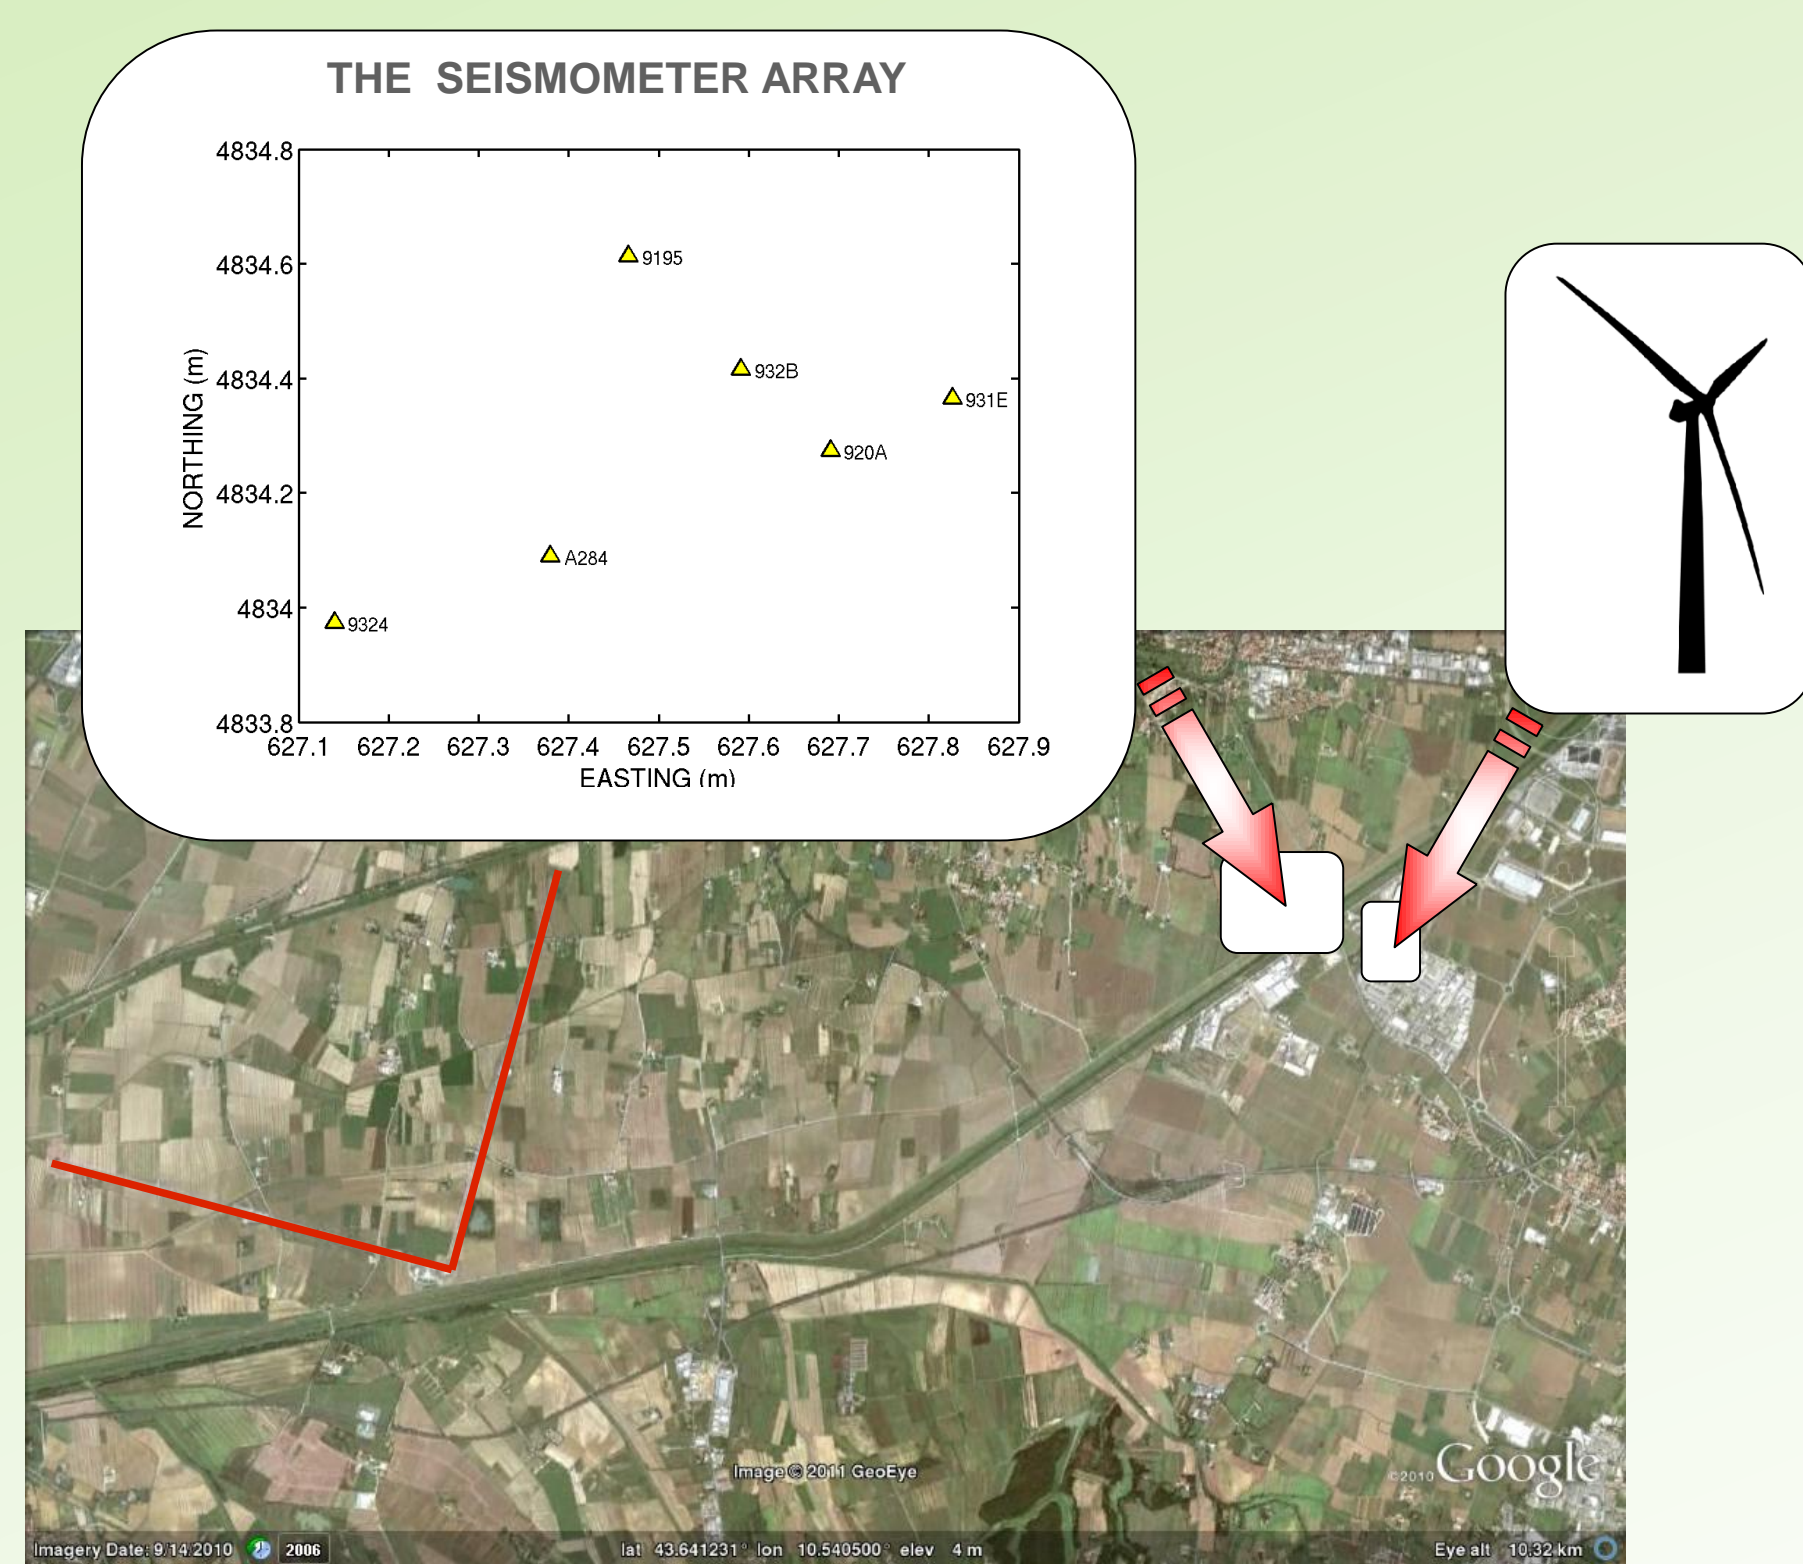 THE SEISMOMETER ARRAY
4834.8
4834.6
4834.4
4834.2
4834
4833.8
NORTHING (m)
9195
932B
931E
920A
A284
9324
627.1 627.2 627.3 627.4 627.5 627.6 627.7 627.8 627.9
EASTING (m)
Image © 2011 GeoEye
©2010 Google
Imagery Date: 9/14/2010 2006 lat 43.641231° lon 10.540500° elev 4 m Eye alt 10.32 km